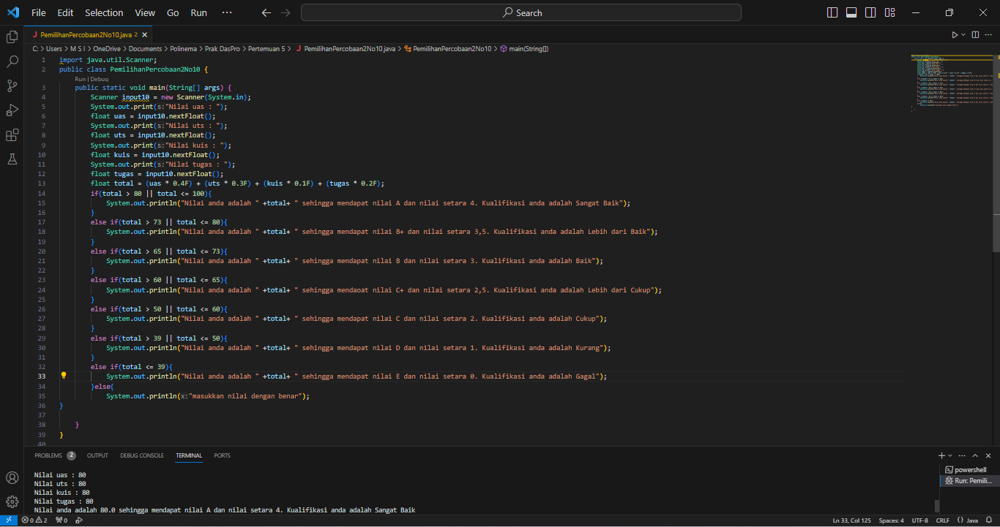 File Edit Selection View Go Run ··· Search
PemilihanPercobaan2No10.java 2
C: > Users > M S I > OneDrive > Documents > Polinema > Prak DasPro > Pertemuan 5 > J PemilihanPercobaan2No10.java > PemilihanPercobaan2No10 > main(String[])
1 import java.util.Scanner;
2 public class PemilihanPercobaan2No10 {
Run | Debug
3 public static void main(String[] args) {
4 Scanner input10 = new Scanner(System.in);
5 System.out.print(s:"Nilai uas : ");
6 float uas = input10.nextFloat();
7 System.out.print(s:"Nilai uts : ");
8 float uts = input10.nextFloat();
9 System.out.print(s:"Nilai kuis : ");
10 float kuis = input10.nextFloat();
11 System.out.print(s:"Nilai tugas : ");
12 float tugas = input10.nextFloat();
13 float total = (uas * 0.4F) + (uts * 0.3F) + (kuis * 0.1F) + (tugas * 0.2F);
14 if(total > 80 || total <= 100){
15 System.out.println("Nilai anda adalah " +total+ " sehingga mendapat nilai A dan nilai setara 4. Kualifikasi anda adalah Sangat Baik");
16 }
17 else if(total > 73 || total <= 80){
18 System.out.println("Nilai anda adalah " +total+ " sehingga mendapat nilai B+ dan nilai setara 3,5. Kualifikasi anda adalah Lebih dari Baik");
19 }
20 else if(total > 65 || total <= 73){
21 System.out.println("Nilai anda adalah " +total+ " sehingga mendapat nilai B dan nilai setara 3. Kualifikasi anda adalah Baik");
22 }
23 else if(total > 60 || total <= 65){
24 System.out.println("Nilai anda adalah " +total+ " sehingga mendaoat nilai C+ dan nilai setara 2,5. Kualifikasi anda adalah Lebih dari Cukup");
25 }
26 else if(total > 50 || total <= 60){
27 System.out.println("Nilai anda adalah " +total+ " sehingga mendapat nilai C dan nilai setara 2. Kualifikasi anda adalah Cukup");
28 }
29 else if(total > 39 || total <= 50){
30 System.out.println("Nilai anda adalah " +total+ " sehingga mendapat nilai D dan nilai setara 1. Kualifikasi anda adalah Kurang");
31 }
32 else if(total <= 39){
33 System.out.println("Nilai anda adalah " +total+ " sehingga mendapat nilai E dan nilai setara 0. Kualifikasi anda adalah Gagal");
34 }else{
35 System.out.println(x:"masukkan nilai dengan benar");
36 }
37
38 }
39 }
40
PROBLEMS 2 OUTPUT DEBUG CONSOLE TERMINAL PORTS
powershell
Run: Pemili...
Nilai uas : 80
Nilai uts : 80
Nilai kuis : 80
Nilai tugas : 80
Nilai anda adalah 80.0 sehingga mendapat nilai A dan nilai setara 4. Kualifikasi anda adalah Sangat Baik
0 2 0 Ln 33, Col 125 Spaces: 4 UTF-8 CRLF {} Java